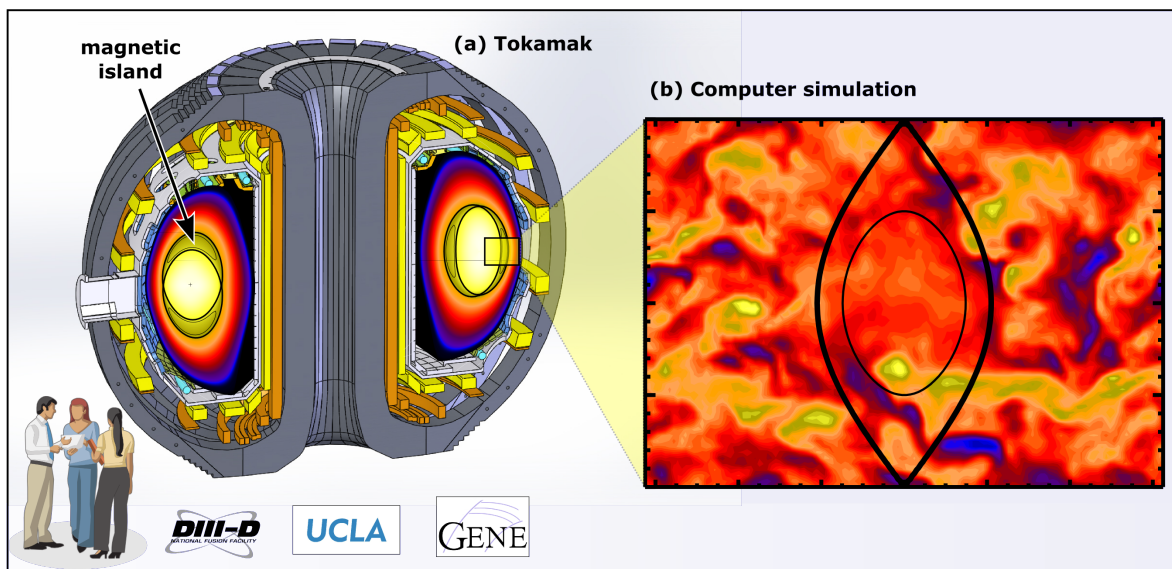 magnetic
island
(a) Tokamak
(b) Computer simulation
DIII-D
NATIONAL FUSION FACILITY
UCLA
GENE